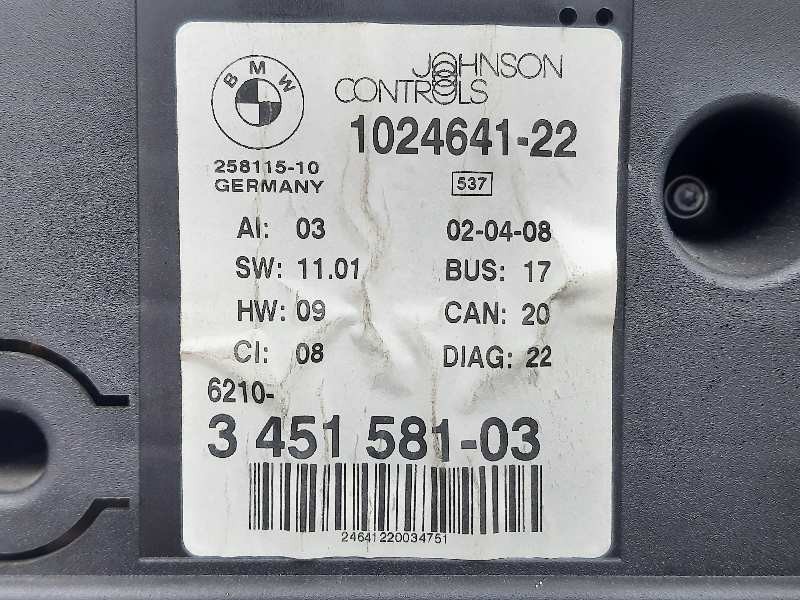 BMW
JOHNSON
CONTROLS
1024641-22
258115-10
GERMANY
537
AI: 03
02-04-08
SW: 11.01
BUS: 17
HW: 09
CAN: 20
CI: 08
DIAG: 22
6210-
3 451 581-03
24641220034751